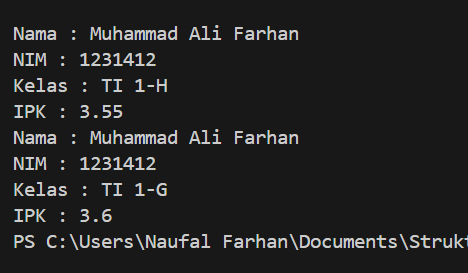 Nama : Muhammad Ali Farhan
NIM : 1231412
Kelas : TI 1-H
IPK : 3.55
Nama : Muhammad Ali Farhan
NIM : 1231412
Kelas : TI 1-G
IPK : 3.6
PS C:\Users\Naufal Farhan\Documents\Strukt